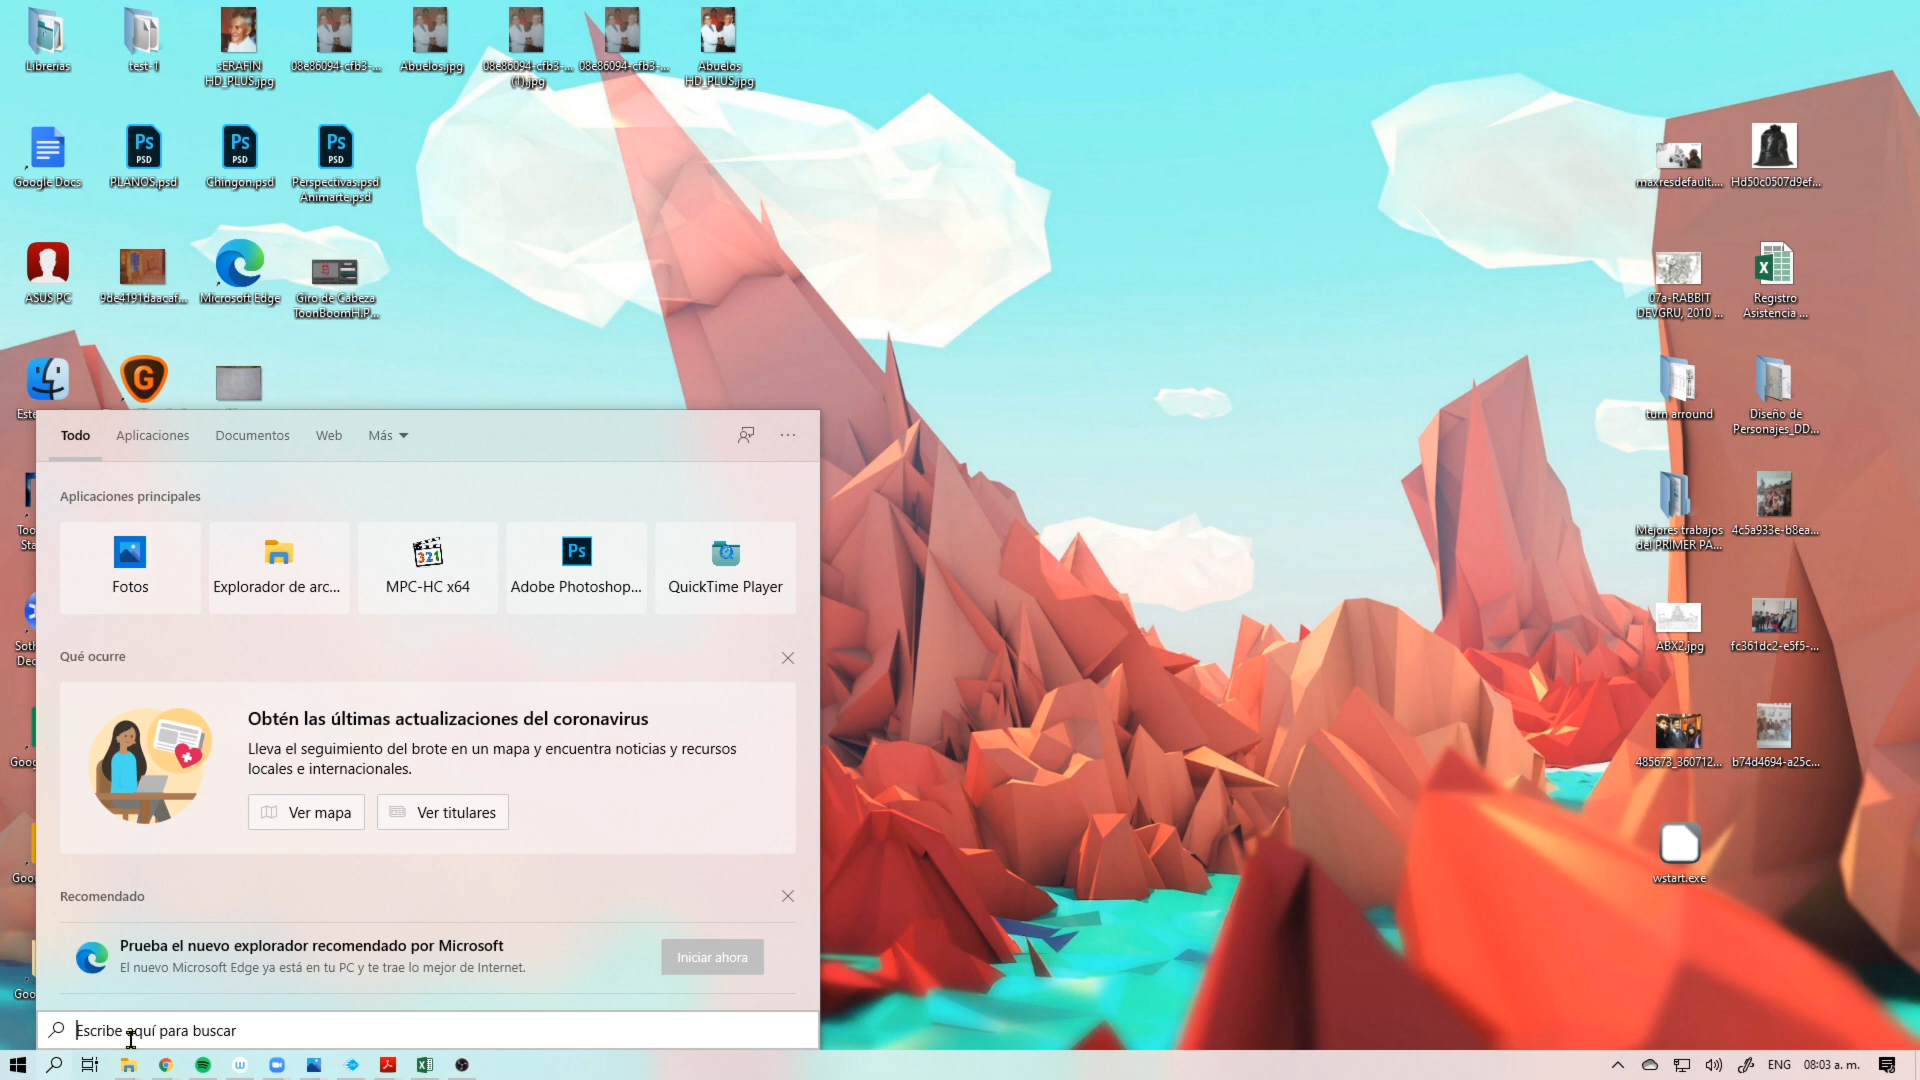 Librerías
test-1
sERAFIN
HD_PLUS.jpg
08e86094-cfb3-...
Abuelos.jpg
08e86094-cfb3-...
(1).jpg
08e86094-cfb3-...
Abuelos
HD_PLUS.jpg
Google Docs
PLANOS.psd
Chingon.psd
Perspectivas.psd
Animarte.psd
maxresdefault....
Hd50c0507d9ef...
ASUS PC
9de4191daacaf...
Microsoft Edge
Giro de Cabeza
ToonBoomH.P...
07a-RABBIT
DEVGRU, 2010 ...
Registro
Asistencia ...
turn arround
Diseño de
Personajes_DD...
Mejores trabajos
del PRIMER PA...
4c5a933e-b8ea...
ABX2.jpg
fc361dc2-e5f5-...
485673_360712...
b74d4694-a25c...
wstart.exe
Todo
Aplicaciones
Documentos
Web
Más
Aplicaciones principales
Fotos
Explorador de arc...
MPC-HC x64
Adobe Photoshop...
QuickTime Player
Qué ocurre
Obtén las últimas actualizaciones del coronavirus
Lleva el seguimiento del brote en un mapa y encuentra noticias y recursos
locales e internacionales.
Ver mapa
Ver titulares
Recomendado
Prueba el nuevo explorador recomendado por Microsoft
El nuevo Microsoft Edge ya está en tu PC y te trae lo mejor de Internet.
Iniciar ahora
Escribe aquí para buscar
ENG
08:03 a. m.